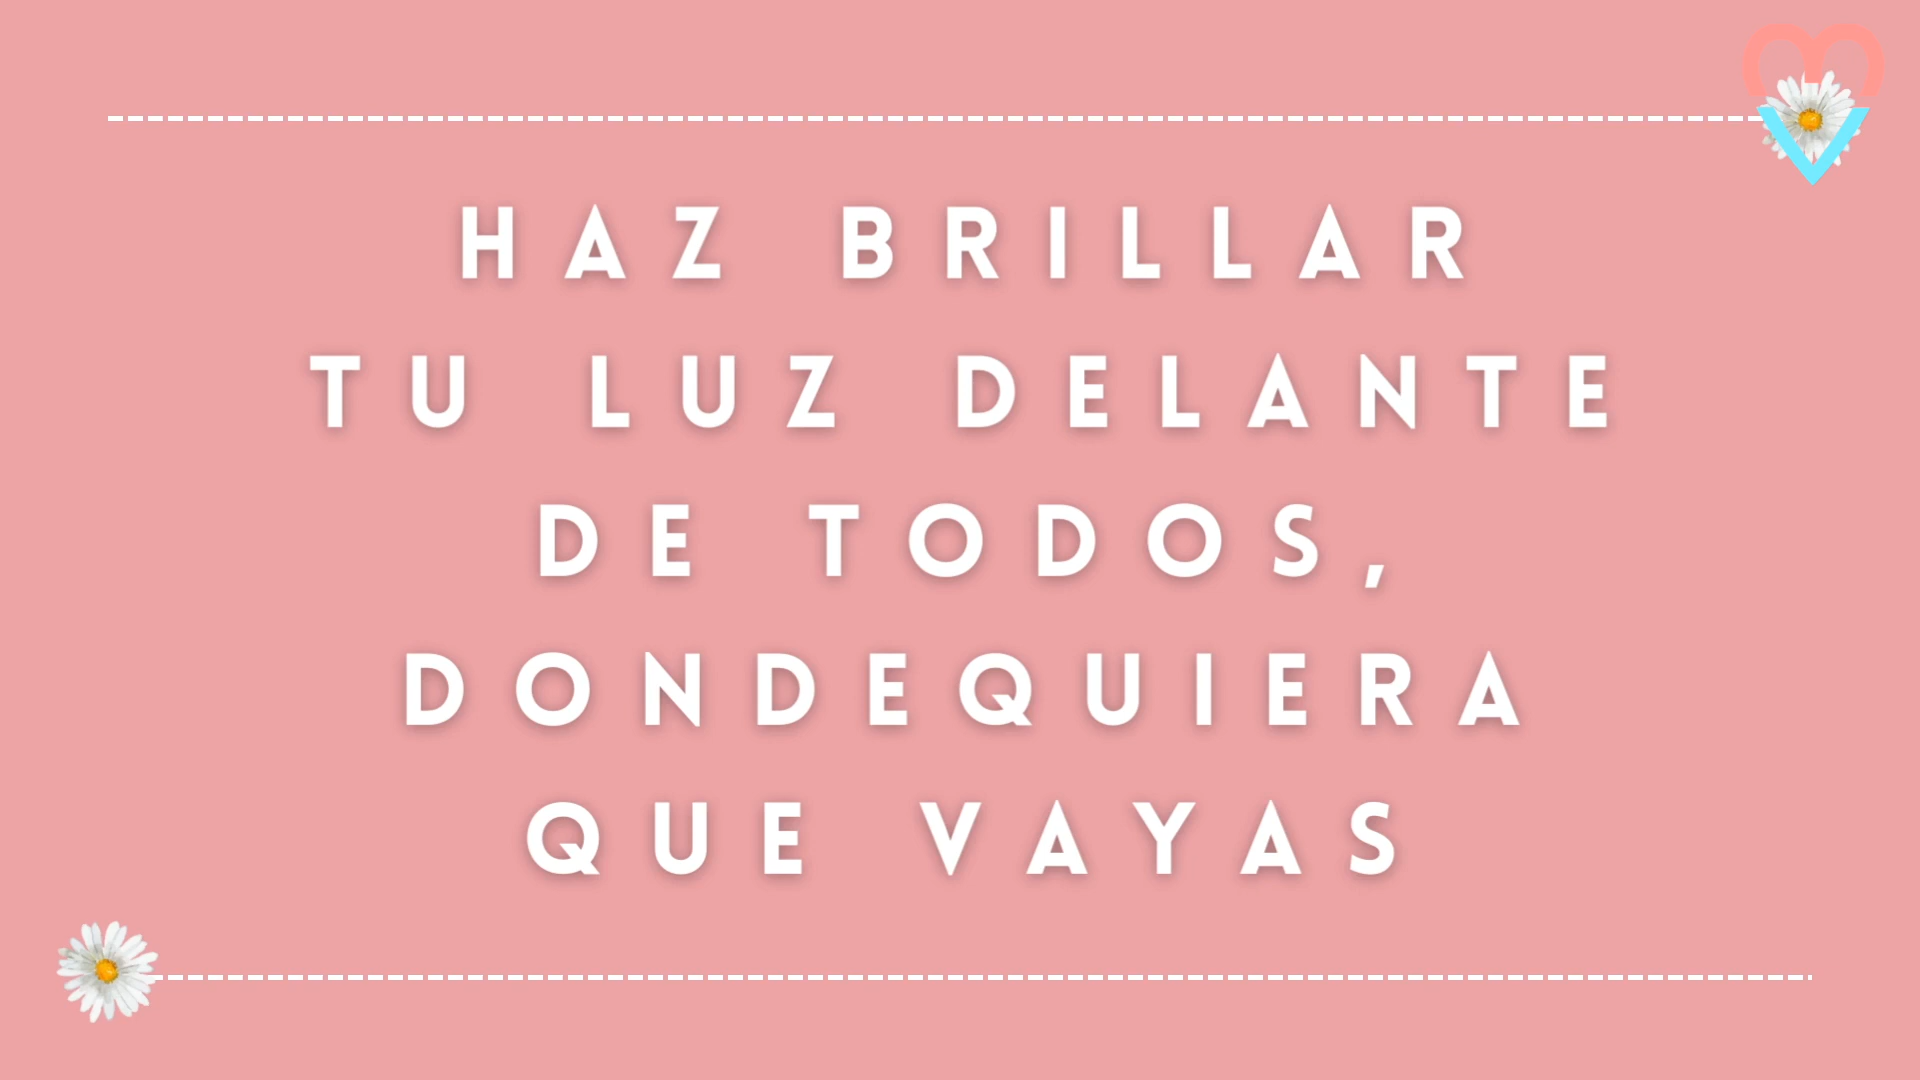 HAZ BRILLAR
TU LUZ DELANTE
DE TODOS,
DONDEQUIERA
QUE VAYAS